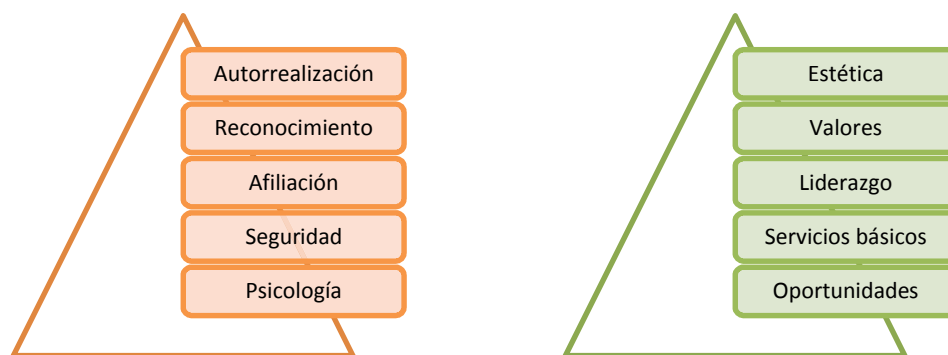 Autorrealización
Reconocimiento
Afiliación
Seguridad
Psicología
Estética
Valores
Liderazgo
Servicios básicos
Oportunidades